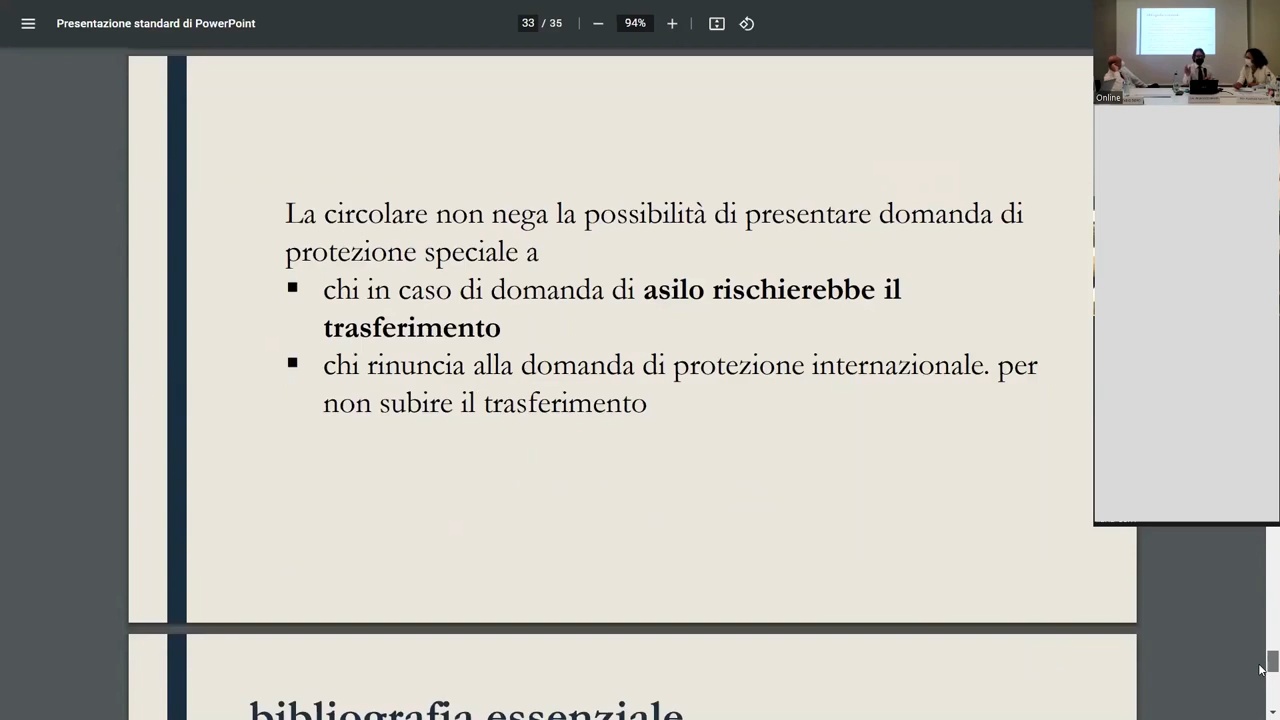 Presentazione standard di PowerPoint
33 / 35
94%
Online
La circolare non nega la possibilità di presentare domanda di
protezione speciale a
▪ chi in caso di domanda di asilo rischierebbe il
trasferimento
▪ chi rinuncia alla domanda di protezione internazionale. per
non subire il trasferimento
bibliografia essenziale